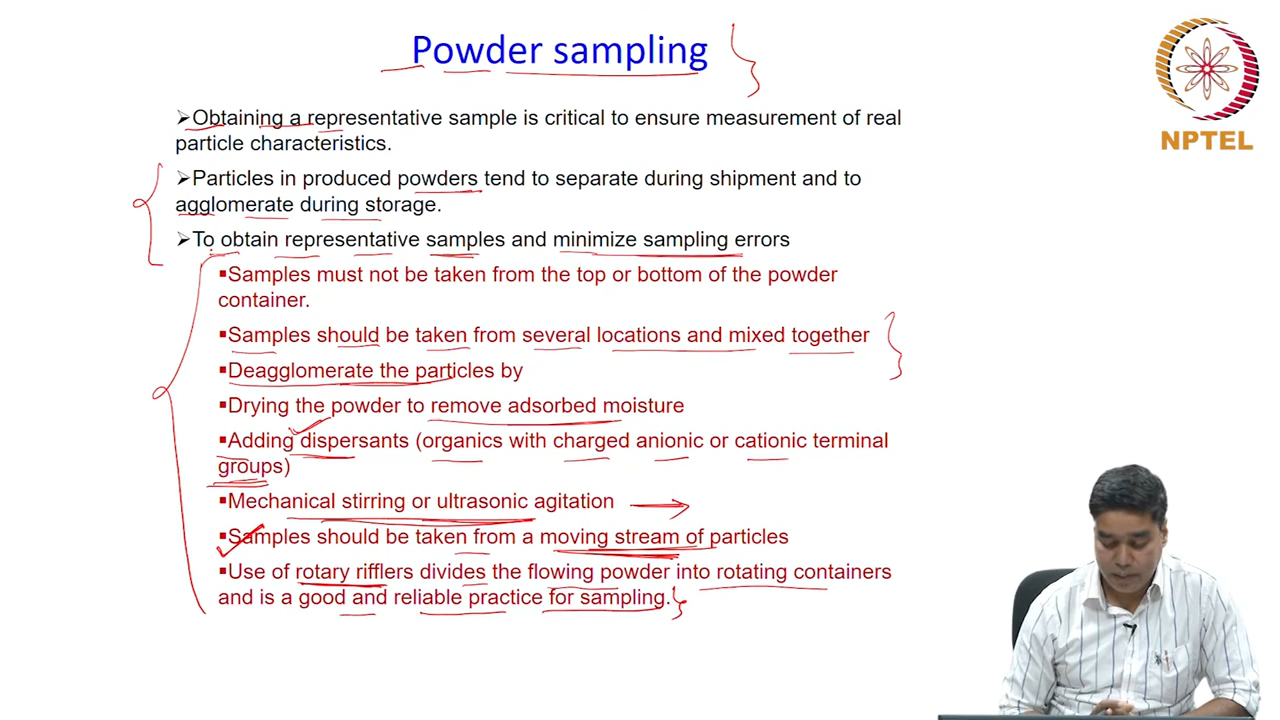 Powder sampling
➢Obtaining a representative sample is critical to ensure measurement of real
particle characteristics.
➢Particles in produced powders tend to separate during shipment and to
agglomerate during storage.
➢To obtain representative samples and minimize sampling errors
▪Samples must not be taken from the top or bottom of the powder
container.
▪Samples should be taken from several locations and mixed together
▪Deagglomerate the particles by
▪Drying the powder to remove adsorbed moisture
▪Adding dispersants (organics with charged anionic or cationic terminal
groups)
▪Mechanical stirring or ultrasonic agitation
▪Samples should be taken from a moving stream of particles
▪Use of rotary rifflers divides the flowing powder into rotating containers
and is a good and reliable practice for sampling.
NPTEL